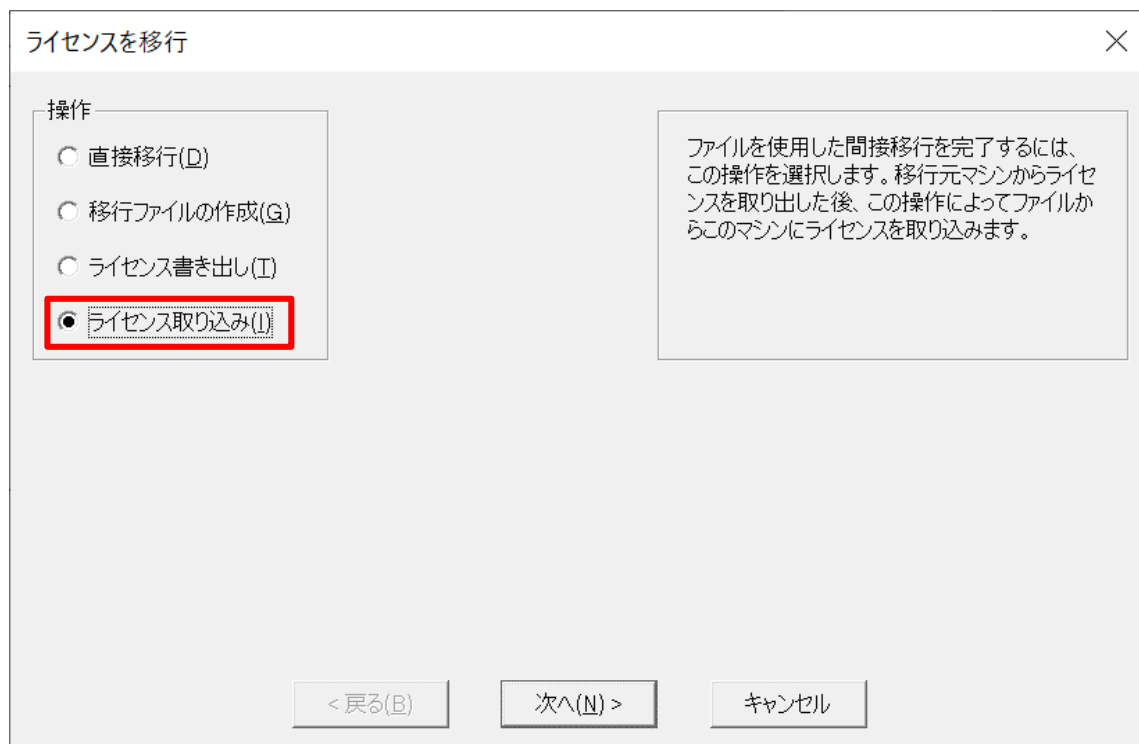 ライセンスを移行
操作
直接移行(D)
移行ファイルの作成(G)
ライセンス書き出し(T)
ライセンス取り込み(I)
ファイルを使用した間接移行を完了するには、
この操作を選択します。移行元マシンからライセ
ンスを取り出した後、この操作によってファイルか
らこのマシンにライセンスを取り込みます。
< 戻る(B)
次へ(N) >
キャンセル